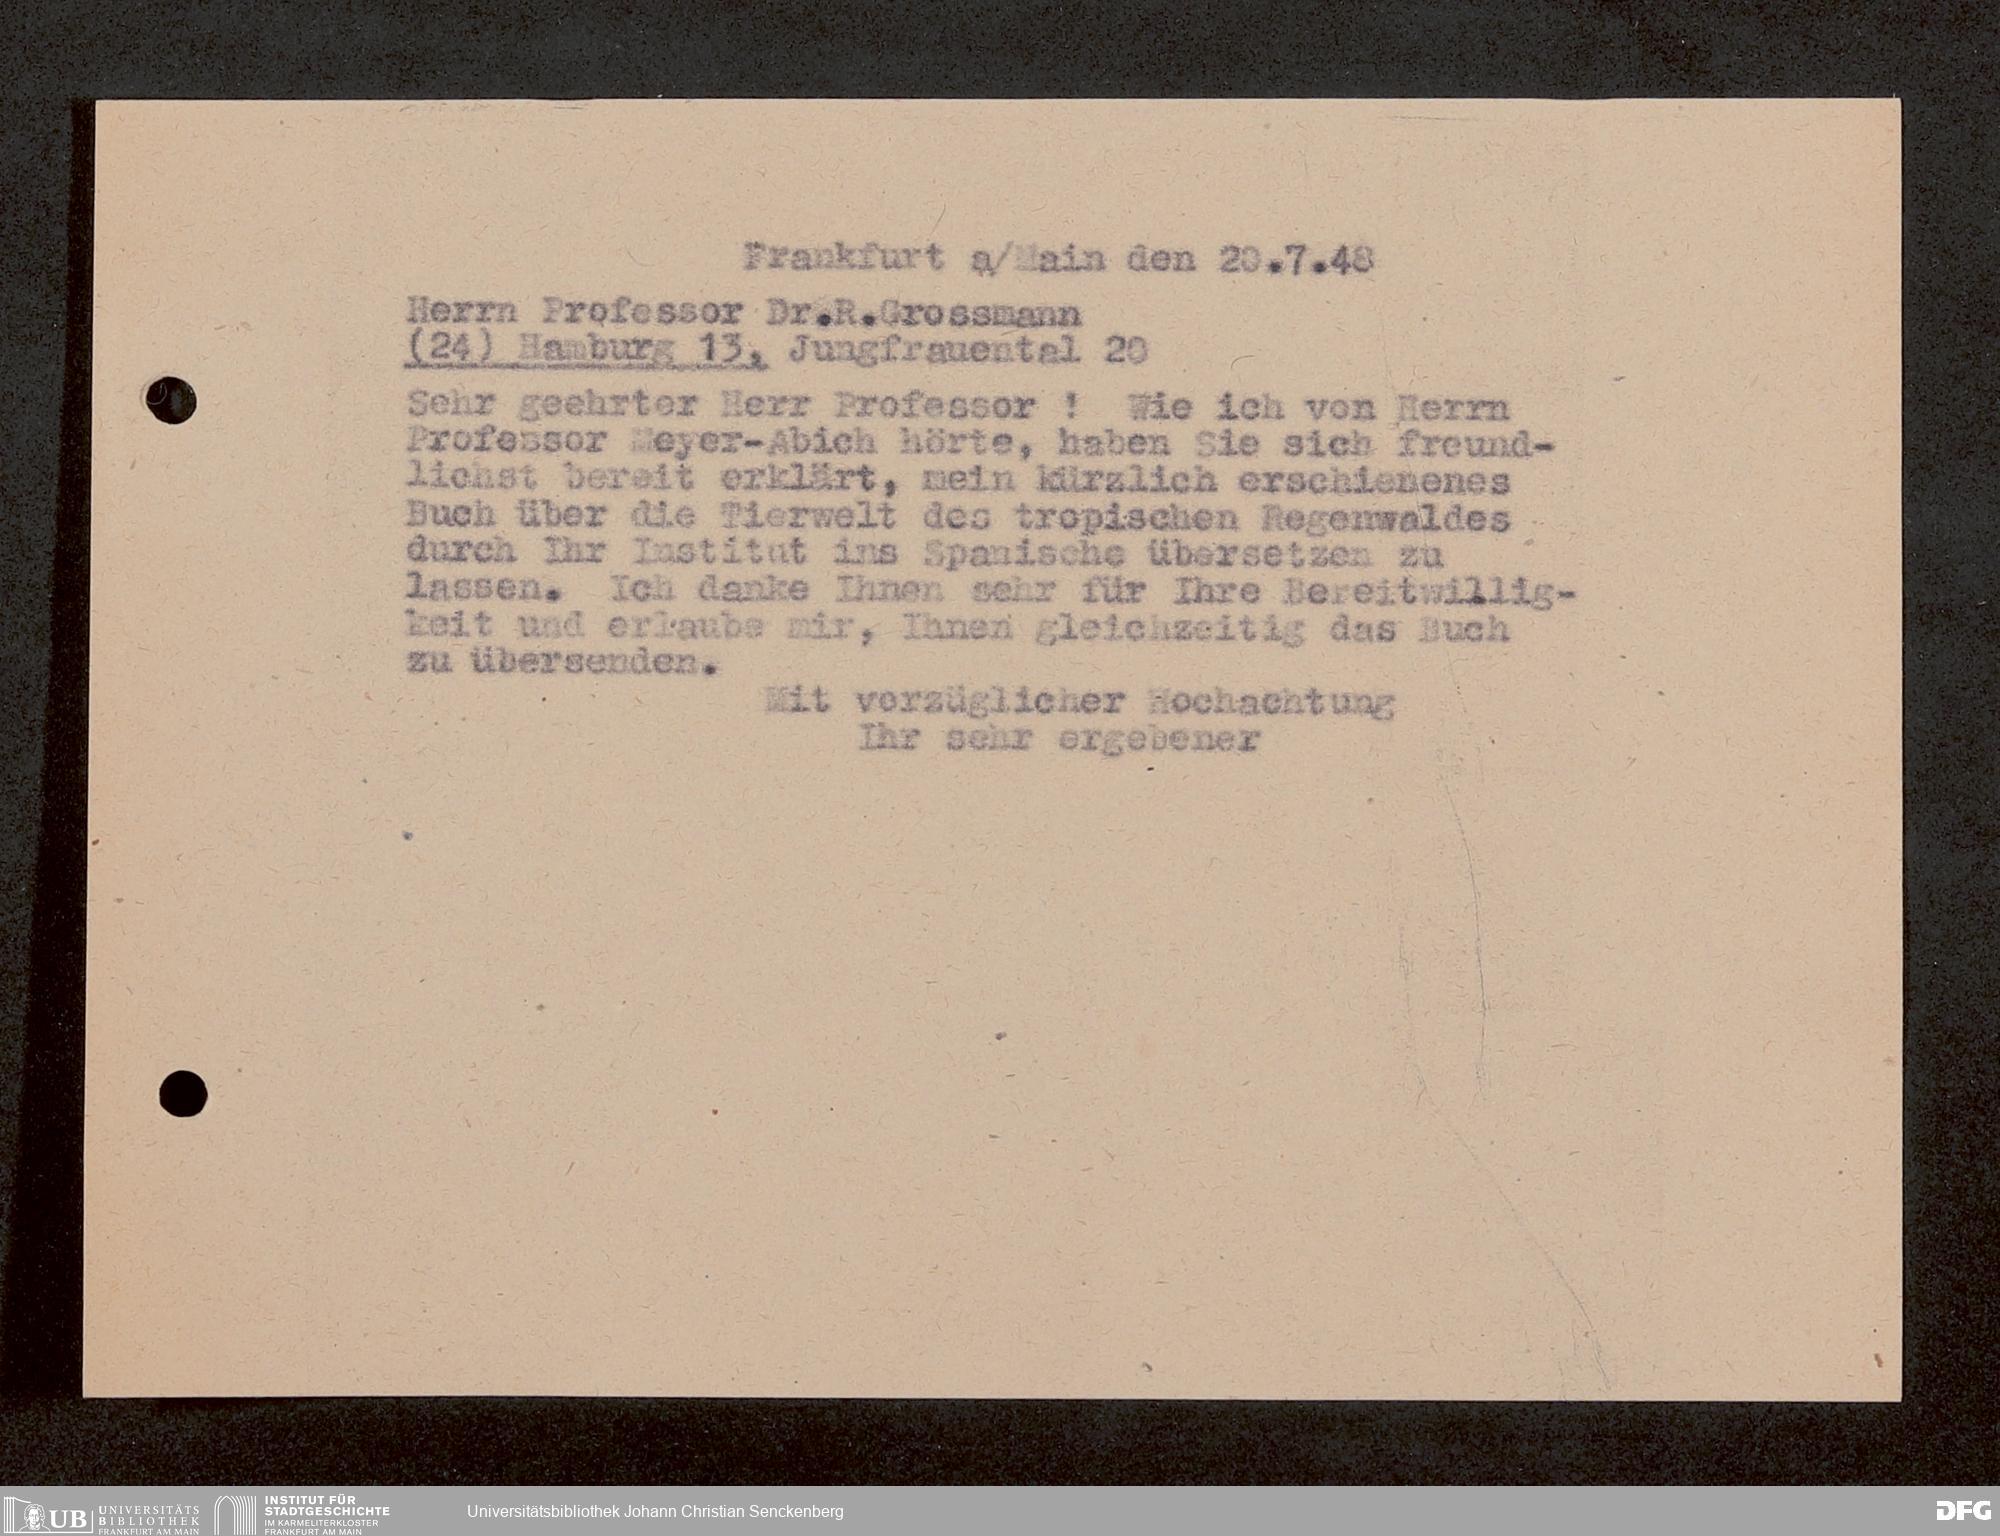 Frankfurt a/Main den 20.7.48
Herrn Professor Dr.R.Grossmann
(24) Hamburg 13, Jungfrauental 20
Sehr geehrter Herr Professor ! Wie ich von Herrn
Professor Meyer-Abich hörte, haben Sie sich freund-
lichst bereit erklärt, mein kürzlich erschienenes
Buch über die Tierwelt des tropischen Regenwaldes
durch Ihr Institut ins Spanische übersetzen zu
lassen. Ich danke Ihnen sehr für Ihre Bereitwillig-
keit und erlaube mir, Ihnen gleichzeitig das Buch
zu übersenden.
Mit vorzüglicher Hochachtung
Ihr sehr ergebener
UB UNIVERSITÄTS
BIBLIOTHEK
FRANKFURT AM MAIN
INSTITUT FÜR
STADTGESCHICHTE
IM KARMELITERKLOSTER
FRANKFURT AM MAIN
Universitätsbibliothek Johann Christian Senckenberg
DFG